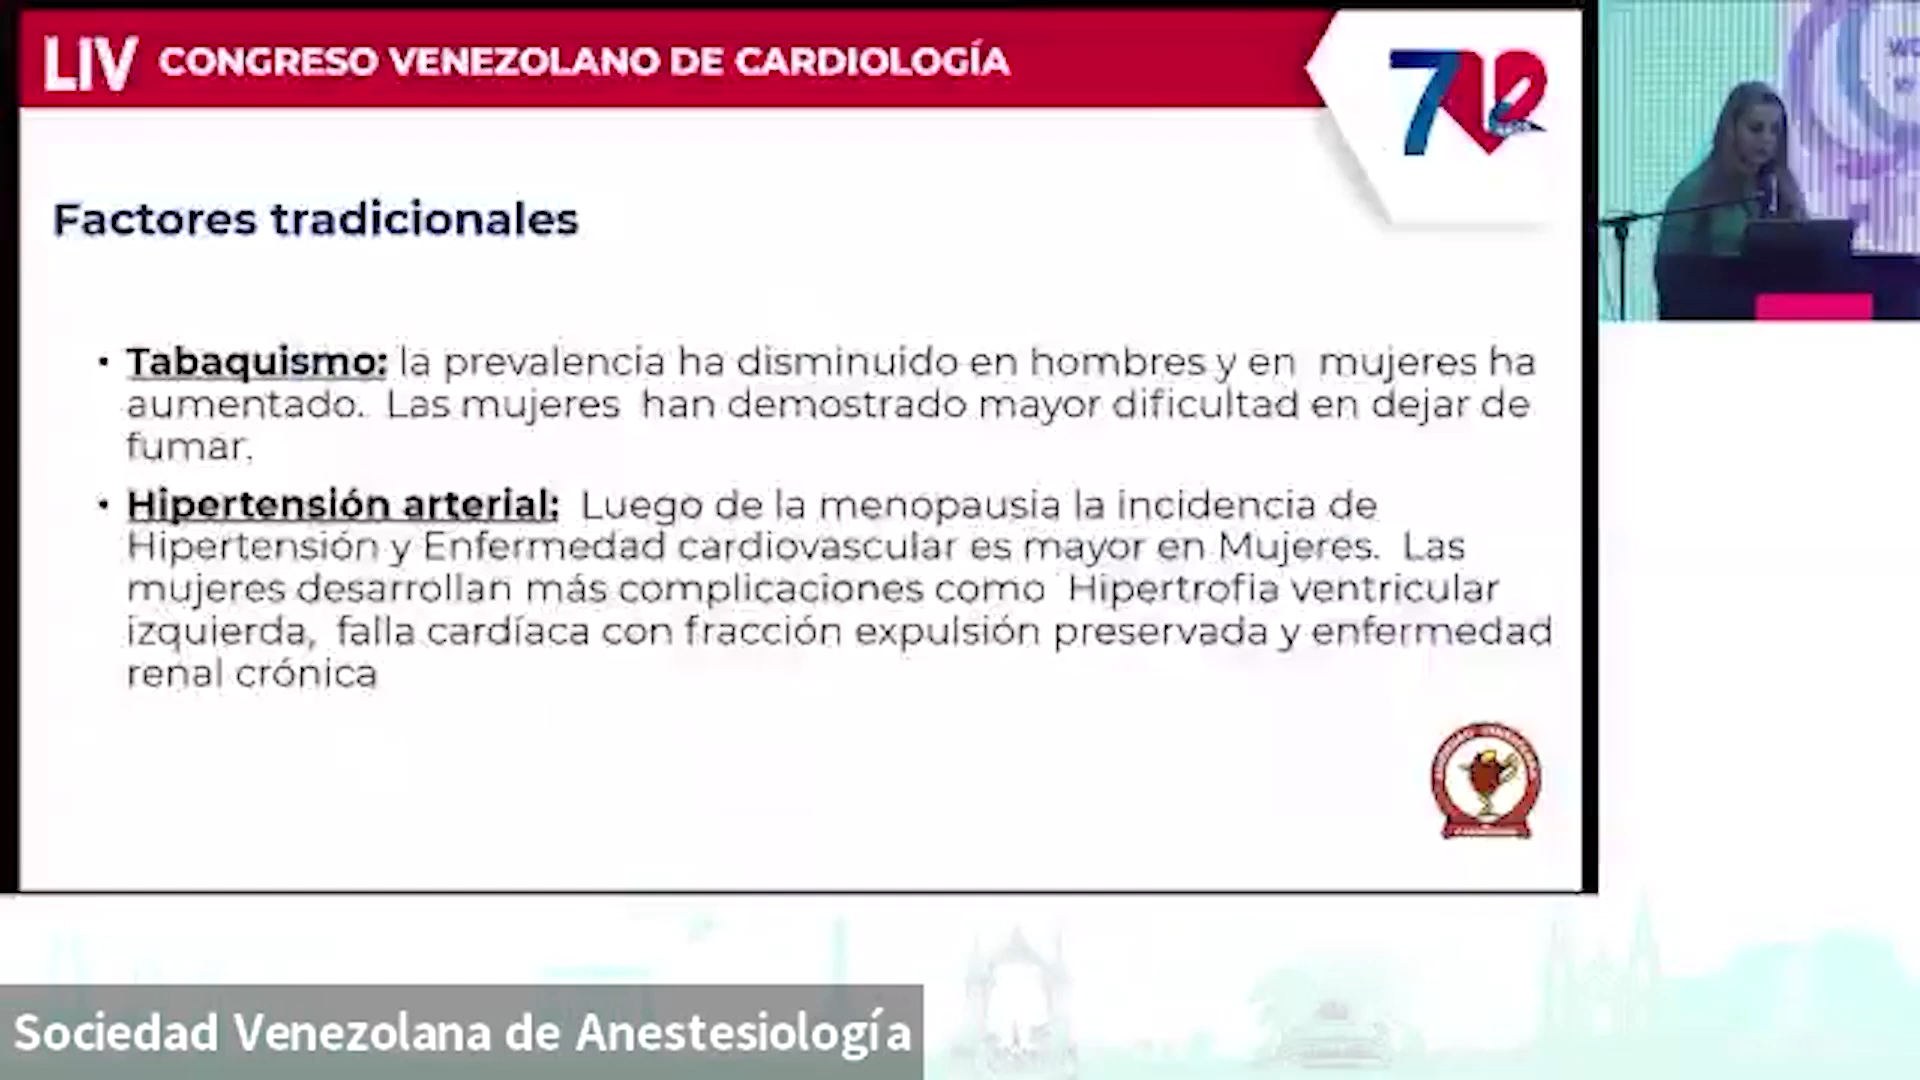 LIV CONGRESO VENEZOLANO DE CARDIOLOGÍA
70
WO
Factores tradicionales
• Tabaquismo: la prevalencia ha disminuido en hombres y en mujeres ha
aumentado. Las mujeres han demostrado mayor dificultad en dejar de
fumar.
• Hipertensión arterial: Luego de la menopausia la incidencia de
Hipertensión y Enfermedad cardiovascular es mayor en Mujeres. Las
mujeres desarrollan más complicaciones como Hipertrofia ventricular
izquierda, falla cardíaca con fracción expulsión preservada y enfermedad
renal crónica
Sociedad Venezolana de Anestesiología